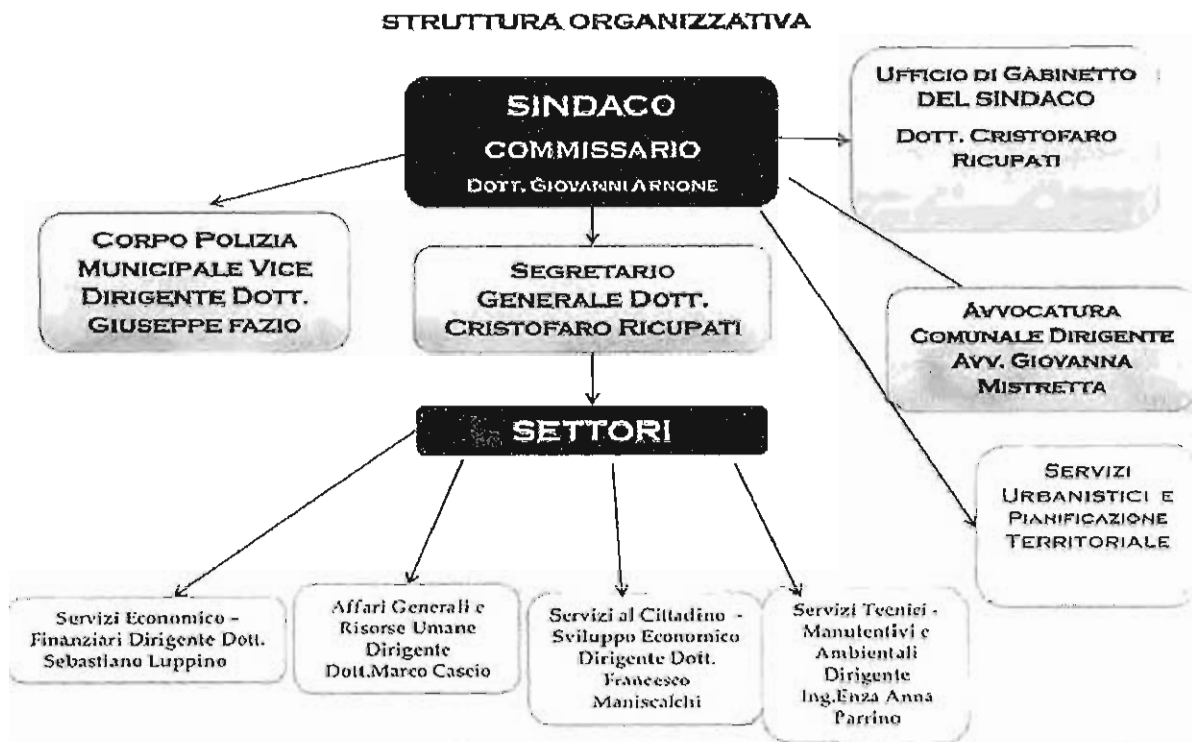 STRUTTURA ORGANIZZATIVA
SINDACO
COMMISSARIO
DOTT. GIOVANNI ARNONE
UFFICIO DI GABINETTO
DEL SINDACO
DOTT. CRISTOFARO
RICUPATI
CORPO POLIZIA
MUNICIPALE VICE
DIRIGENTE DOTT.
GIUSEPPE FAZIO
SEGRETARIO
GENERALE DOTT.
CRISTOFARO RICUPATI
AVVOCATURA
COMUNALE DIRIGENTE
AVV. GIOVANNA
MISTRETTA
SETTORI
SERVIZI
URBANISTICI E
PIANIFICAZIONE
TERRITORIALE
Servizi Economico –
Finanziari Dirigente Dott.
Sebastiano Luppino
Affari Generali e
Risorse Umane
Dirigente
Dott.Marco Cascio
Servizi al Cittadino -
Sviluppo Economico
Dirigente Dott.
Francesco
Maniscalchi
Servizi Tecnici -
Manutentivi e
Ambientali
Dirigente
Ing.Enza Anna
Parrino